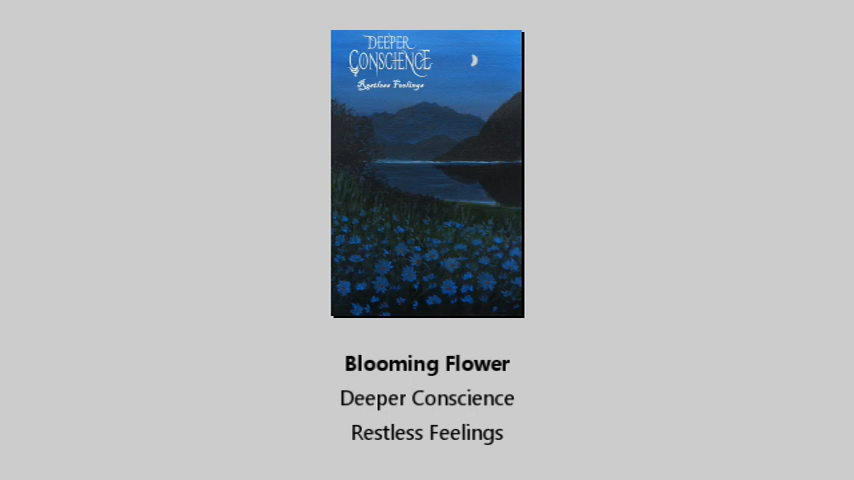 DEEPER
CONSCIENCE
Restless Feelings
Blooming Flower
Deeper Conscience
Restless Feelings